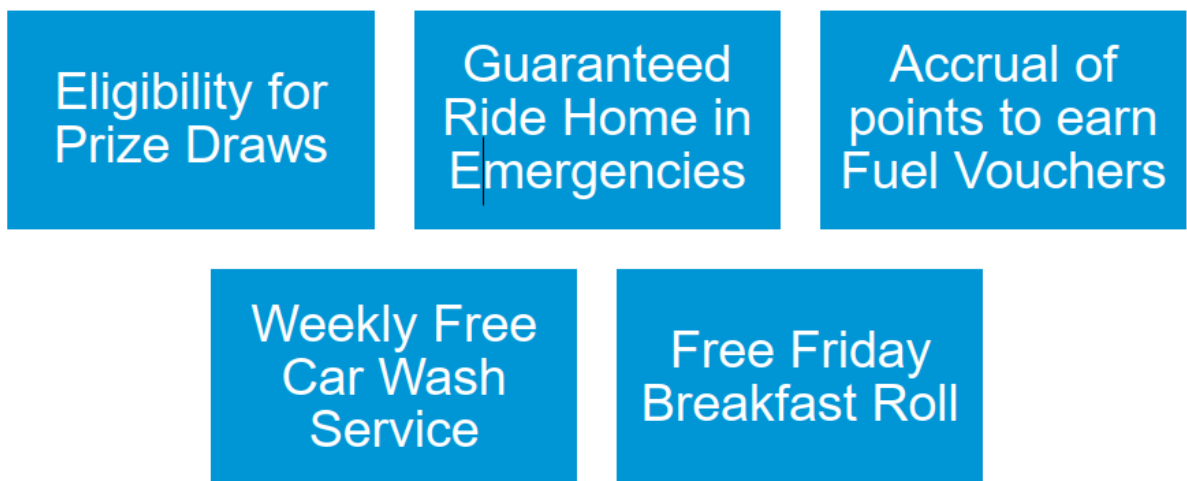 Eligibility for
Prize Draws
Guaranteed
Ride Home in
Emergencies
Accrual of
points to earn
Fuel Vouchers
Weekly Free
Car Wash
Service
Free Friday
Breakfast Roll